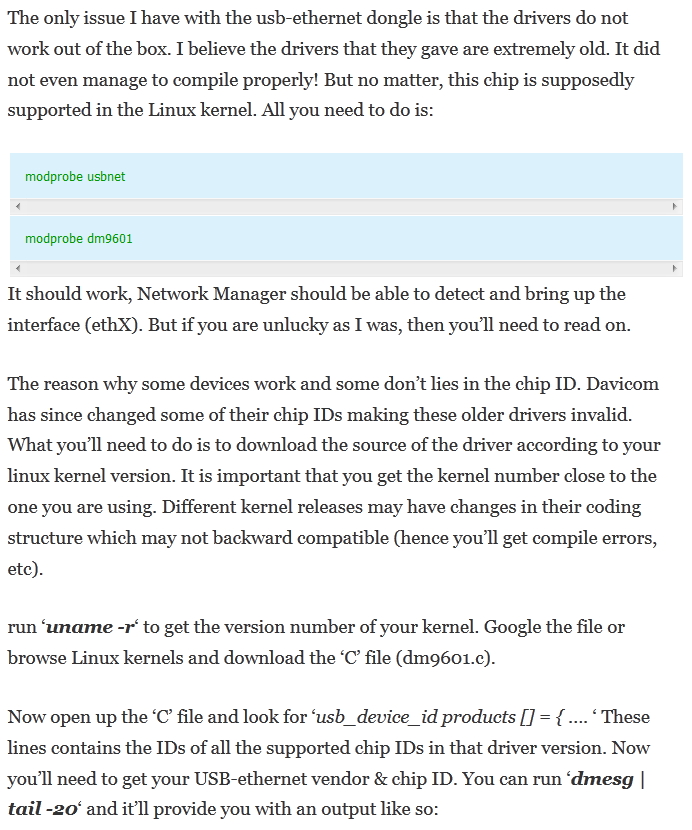 The only issue I have with the usb-ethernet dongle is that the drivers do not
work out of the box. I believe the drivers that they gave are extremely old. It did
not even manage to compile properly! But no matter, this chip is supposedly
supported in the Linux kernel. All you need to do is:
modprobe usbnet
modprobe dm9601
It should work, Network Manager should be able to detect and bring up the
interface (ethX). But if you are unlucky as I was, then you’ll need to read on.
The reason why some devices work and some don’t lies in the chip ID. Davicom
has since changed some of their chip IDs making these older drivers invalid.
What you’ll need to do is to download the source of the driver according to your
linux kernel version. It is important that you get the kernel number close to the
one you are using. Different kernel releases may have changes in their coding
structure which may not backward compatible (hence you’ll get compile errors,
etc).
run ‘uname -r‘ to get the version number of your kernel. Google the file or
browse Linux kernels and download the ‘C’ file (dm9601.c).
Now open up the ‘C’ file and look for ‘usb_device_id products [] = { …. ‘ These
lines contains the IDs of all the supported chip IDs in that driver version. Now
you’ll need to get your USB-ethernet vendor & chip ID. You can run ‘dmesg |
tail -20‘ and it’ll provide you with an output like so: